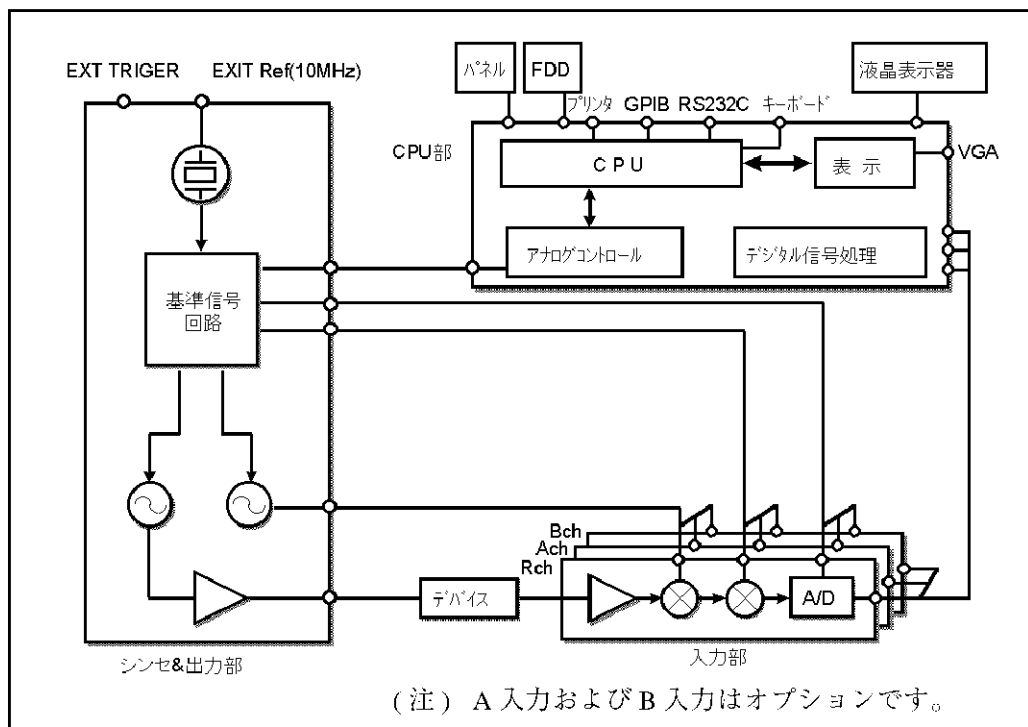 EXT TRIGER
EXIT Ref(10MHz)
パネル
FDD
液晶表示器
プリンタ GPIB RS232C キーボード
CPU部
CPU
表 示
VGA
アナログコントロール
デジタル信号処理
基準信号
回路
Bch
Ach
Rch
デバイス
A/D
シンセ&出力部
入力部
(注) A入力およびB入力はオプションです。